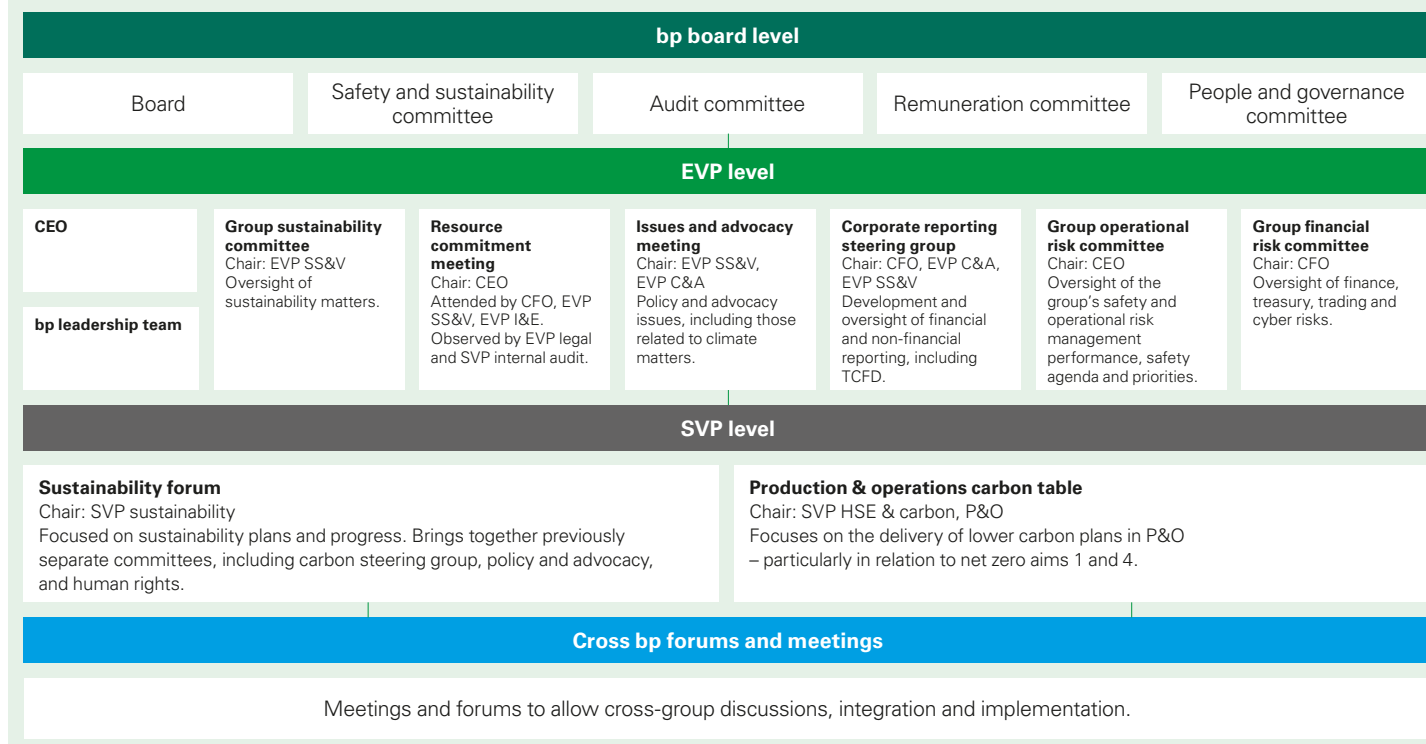 bp board level
Board
Safety and sustainability
committee
Audit committee
Remuneration committee
People and governance
committee
EVP level
CEO
bp leadership team
Group sustainability
committee
Chair: EVP SS&V
Oversight of
sustainability matters.
Resource
commitment
meeting
Chair: CEO
Attended by CFO, EVP
SS&V, EVP I&E.
Observed by EVP legal
and SVP internal audit.
Issues and advocacy
meeting
Chair: EVP SS&V,
EVP C&A
Policy and advocacy
issues, including those
related to climate
matters.
Corporate reporting
steering group
Chair: CFO, EVP C&A,
EVP SS&V
Development and
oversight of financial
and non-financial
reporting, including
TCFD.
Group operational
risk committee
Chair: CEO
Oversight of the
group's safety and
operational risk
management
performance, safety
agenda and priorities.
Group financial
risk committee
Chair: CFO
Oversight of finance,
treasury, trading and
cyber risks.
SVP level
Sustainability forum
Chair: SVP sustainability
Focused on sustainability plans and progress. Brings together previously
separate committees, including carbon steering group, policy and advocacy,
and human rights.
Production & operations carbon table
Chair: SVP HSE & carbon, P&O
Focuses on the delivery of lower carbon plans in P&O
– particularly in relation to net zero aims 1 and 4.
Cross bp forums and meetings
Meetings and forums to allow cross-group discussions, integration and implementation.